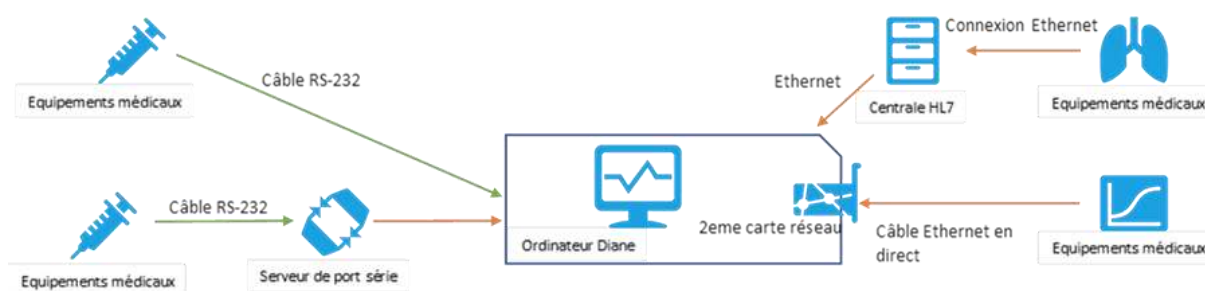 Connexion Ethernet
Câble RS-232
Ethernet
Equipements médicaux
Centrale HL7
Equipements médicaux
Câble RS-232
2eme carte réseau
Câble Ethernet en
direct
Ordinateur Diane
Equipements médicaux
Serveur de port série
Equipements médicaux